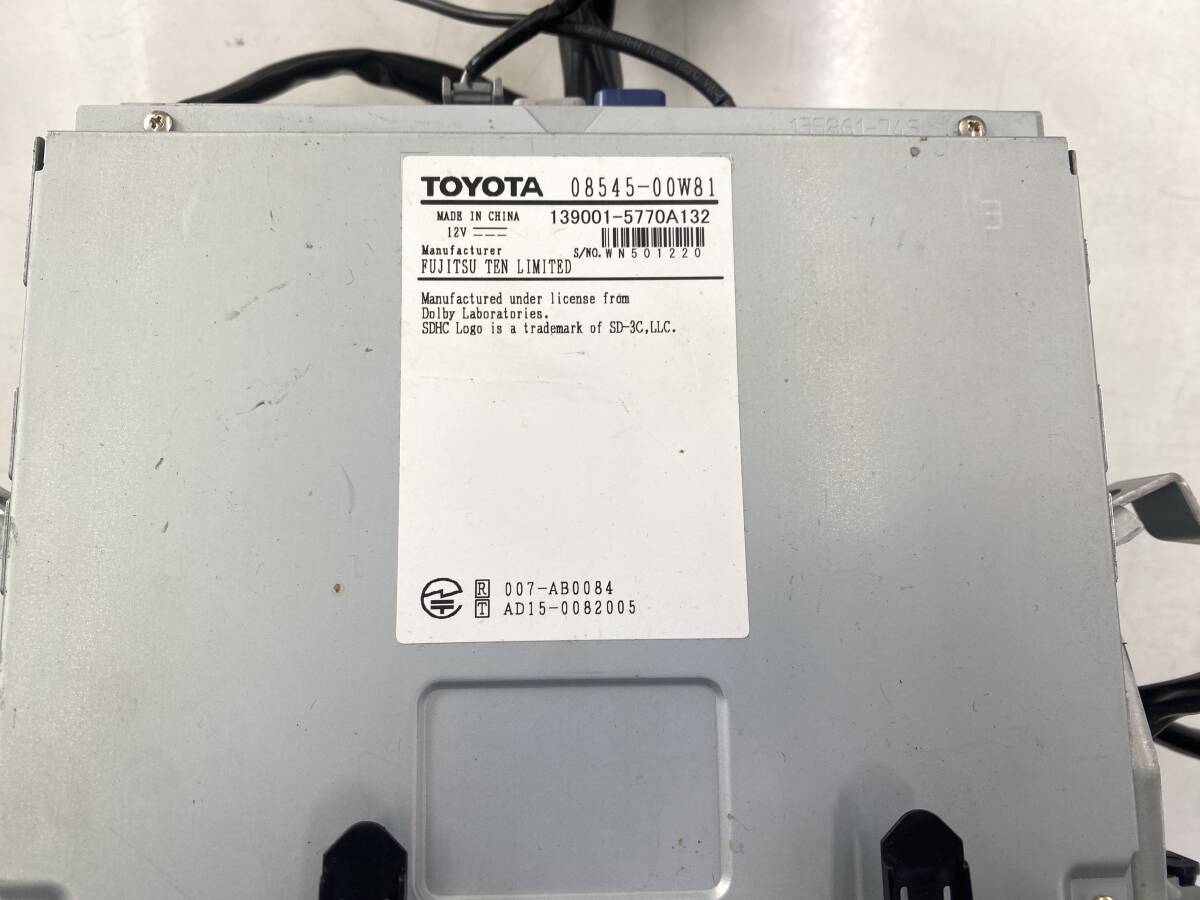 TOYOTA 08545-00W81
MADE IN CHINA 139001-5770A132
12V
Manufacturer S/NO. WN501220
FUJITSU TEN LIMITED
Manufactured under license from
Dolby Laboratories.
SDHC Logo is a trademark of SD-3C,LLC.
R 007-AB0084
T AD15-0082005